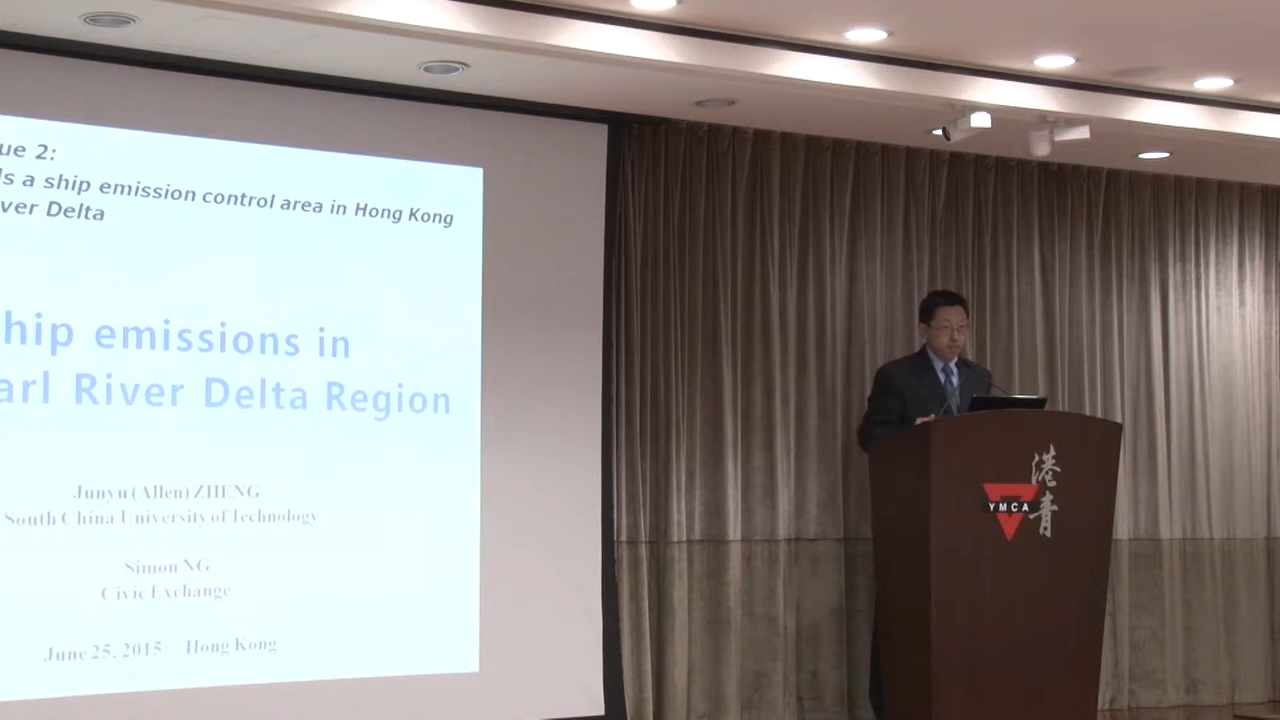 ue 2:
ls a ship emission control area in Hong Kong
ver Delta
hip emissions in
arl River Delta Region
Junyu (Allen) ZHENG
South China University of Technology
Simon NG
Civic Exchange
June 25, 2015 Hong Kong
港青
YMCA